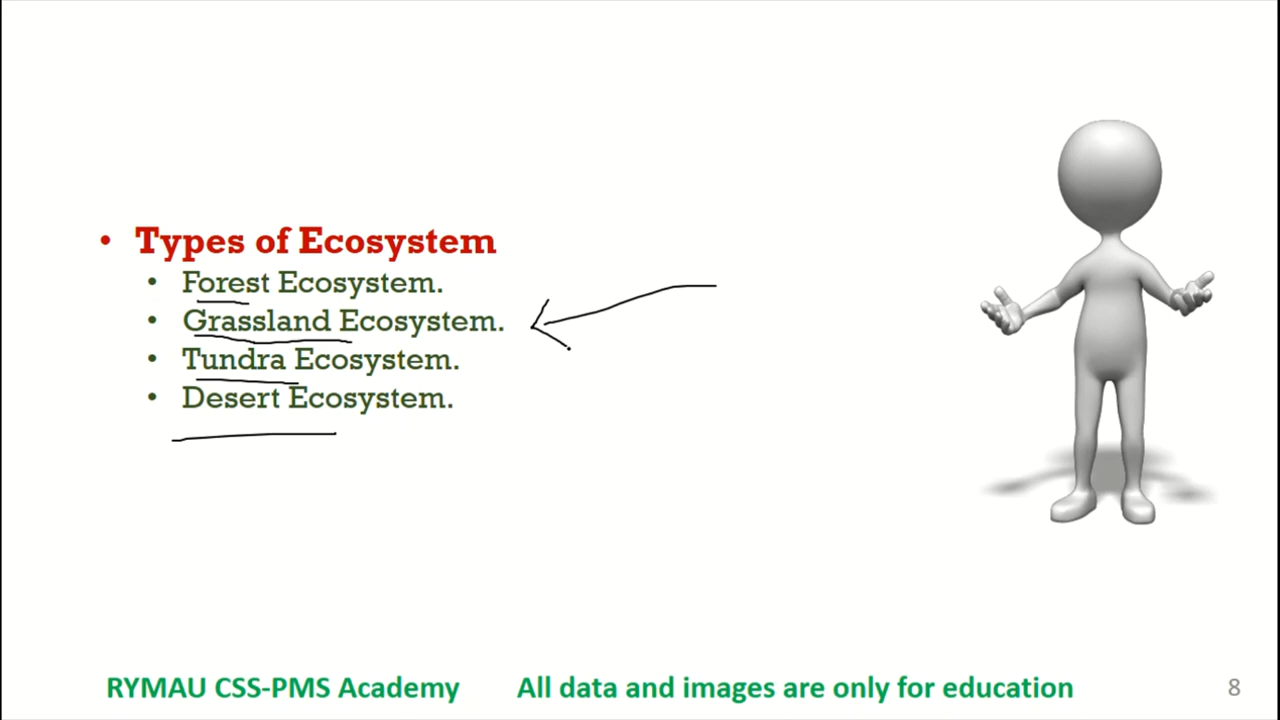 • Types of Ecosystem
• Forest Ecosystem.
• Grassland Ecosystem.
• Tundra Ecosystem.
• Desert Ecosystem.
RYMAU CSS-PMS Academy All data and images are only for education 8